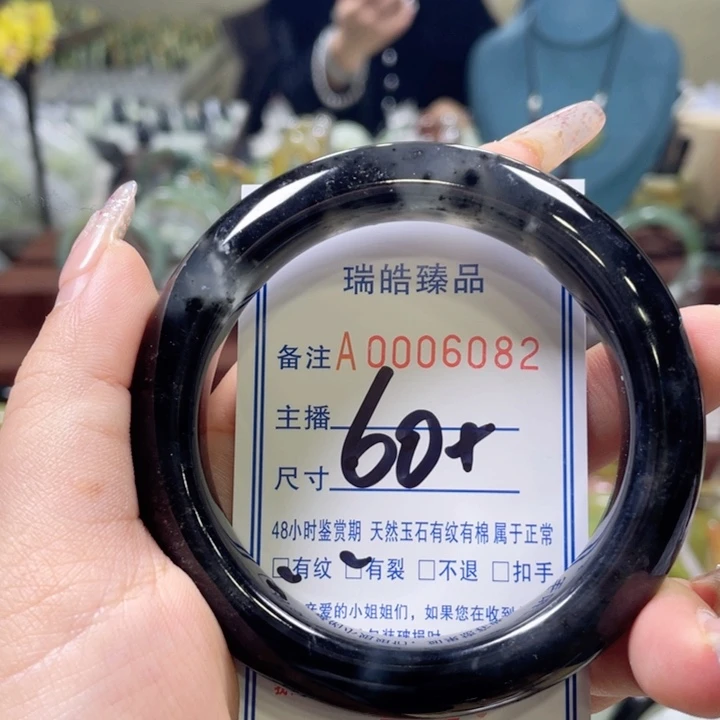 瑞皓臻品
备注A0006082
主播
60+
尺寸
48小时鉴赏期 天然玉石有纹有棉 属于正常
☑有纹 ☑有裂 □不退 □扣手
亲爱的小姐姐们，如果您在收到